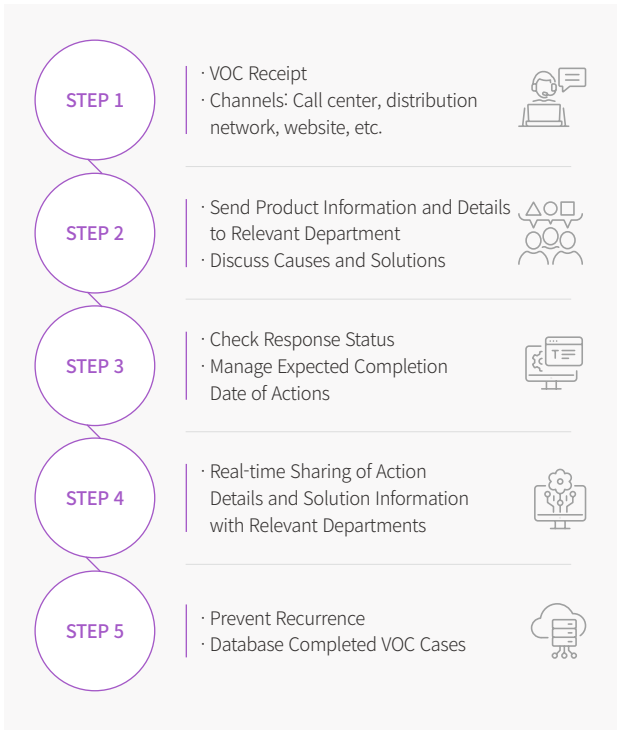 STEP 1
· VOC Receipt
· Channels: Call center, distribution
network, website, etc.
STEP 2
· Send Product Information and Details
to Relevant Department
· Discuss Causes and Solutions
STEP 3
· Check Response Status
· Manage Expected Completion
Date of Actions
STEP 4
· Real-time Sharing of Action
Details and Solution Information
with Relevant Departments
STEP 5
· Prevent Recurrence
· Database Completed VOC Cases